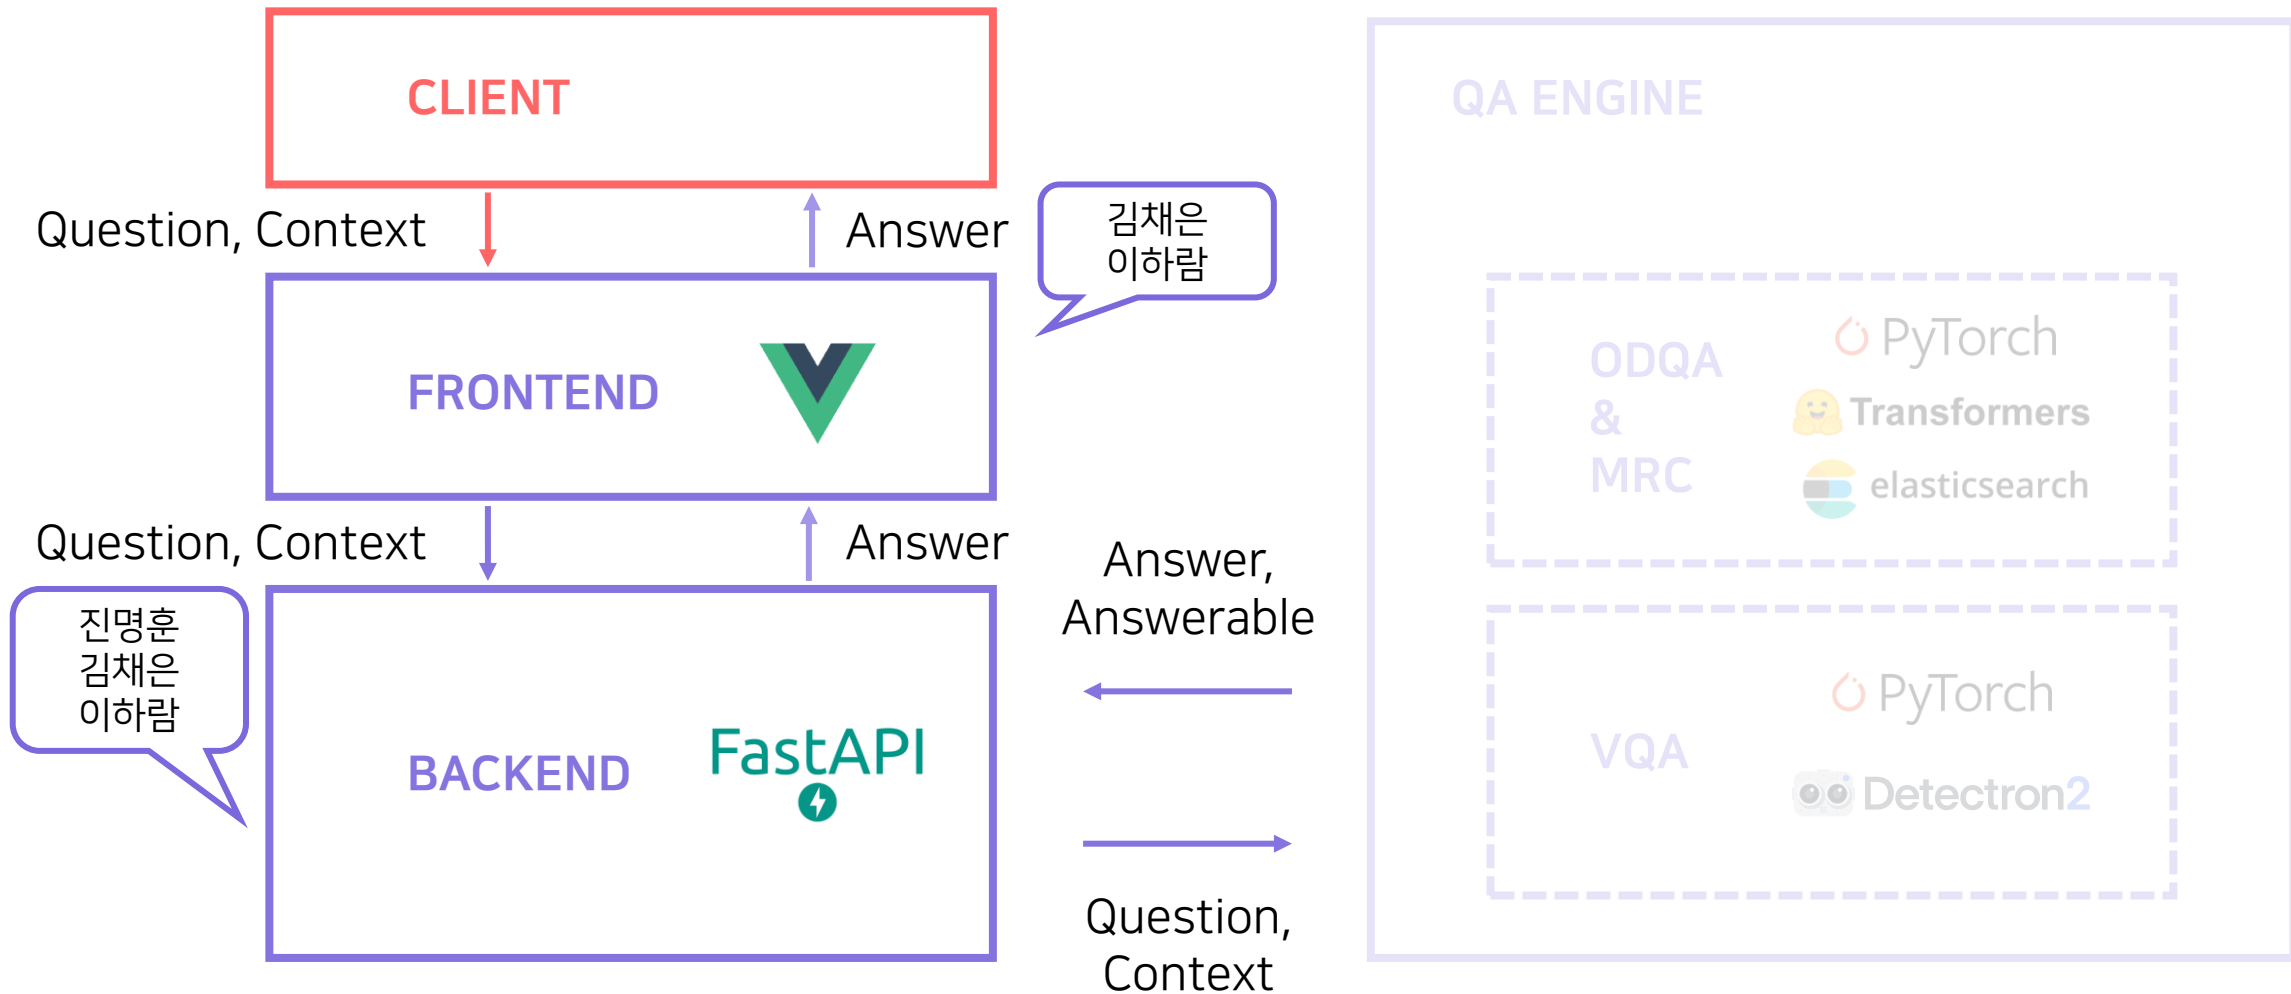 CLIENT
Question, Context
Answer
김채은
이하람
FRONTEND
Question, Context
Answer
진명훈
김채은
이하람
BACKEND
FastAPI
Answer,
Answerable
Question,
Context
QA ENGINE
ODQA
&
MRC
PyTorch
Transformers
elasticsearch
VQA
PyTorch
Detectron2